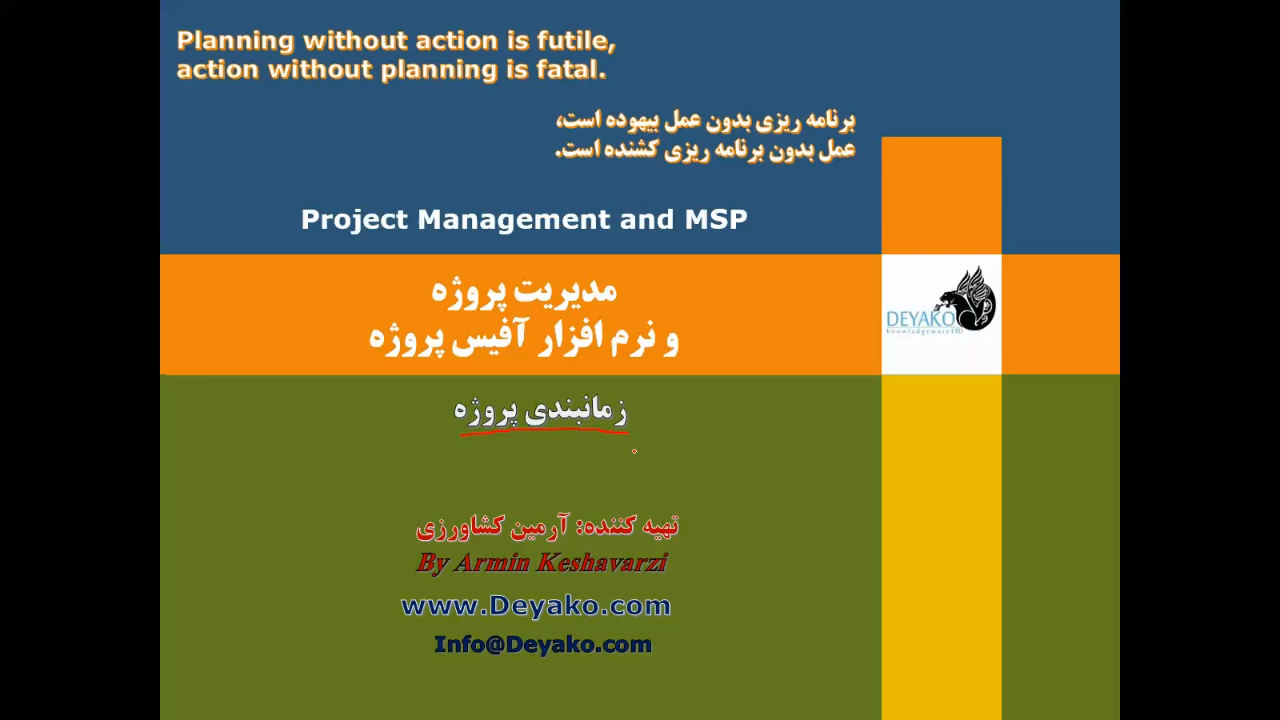 Planning without action is futile,
action without planning is fatal.
برنامه ریزی بدون عمل بیهوده است،
عمل بدون برنامه ریزی کشنده است.
Project Management and MSP
مدیریت پروژه
و نرم افزار آفیس پروژه
DEYAKO
knowledgeware LTD
زمانبندی پروژه
تهیه کننده: آرمین کشاورزی
By Armin Keshavarzi
www.Deyako.com
Info@Deyako.com